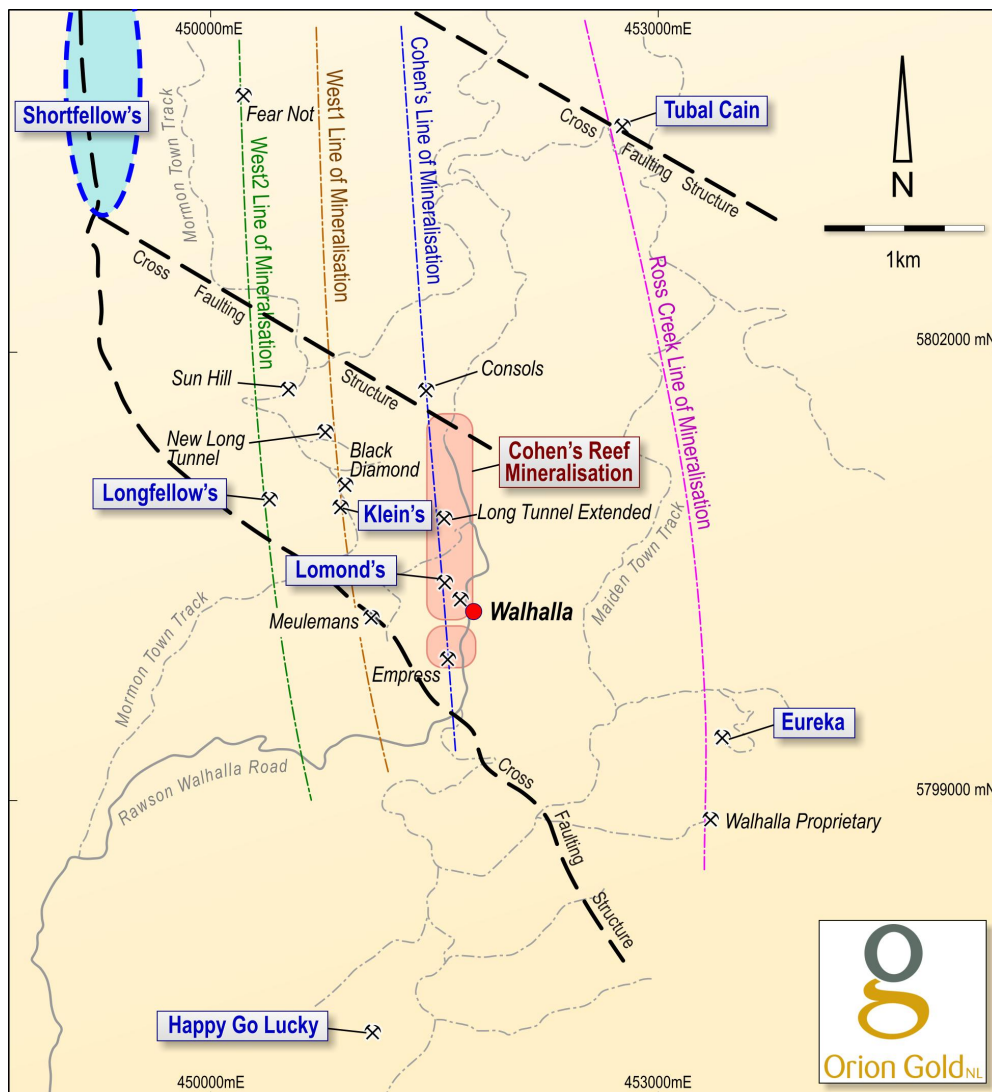 450000mE
453000mE
Shortfellow's
Mormon Town Track
Fear Not
West2 Line of Mineralisation
West1 Line of Mineralisation
Cohen's Line of Mineralisation
Cross
Faulting
Structure
Tubal Cain
N
1km
Ross Creek Line of Mineralisation
Cross
Faulting
Structure
5802000 mN
Sun Hill
Consols
New Long
Tunnel
Black
Diamond
Cohen's Reef
Mineralisation
Longfellow's
Klein's
Long Tunnel Extended
Lomond's
Maiden Town Track
Meulemans
Walhalla
Empress
Mormon Town Track
Rawson Walhalla Road
Eureka
Cross
Faulting
Structure
5799000 mN
Walhalla Proprietary
Happy Go Lucky
450000mE
453000mE
g
Orion Gold NL